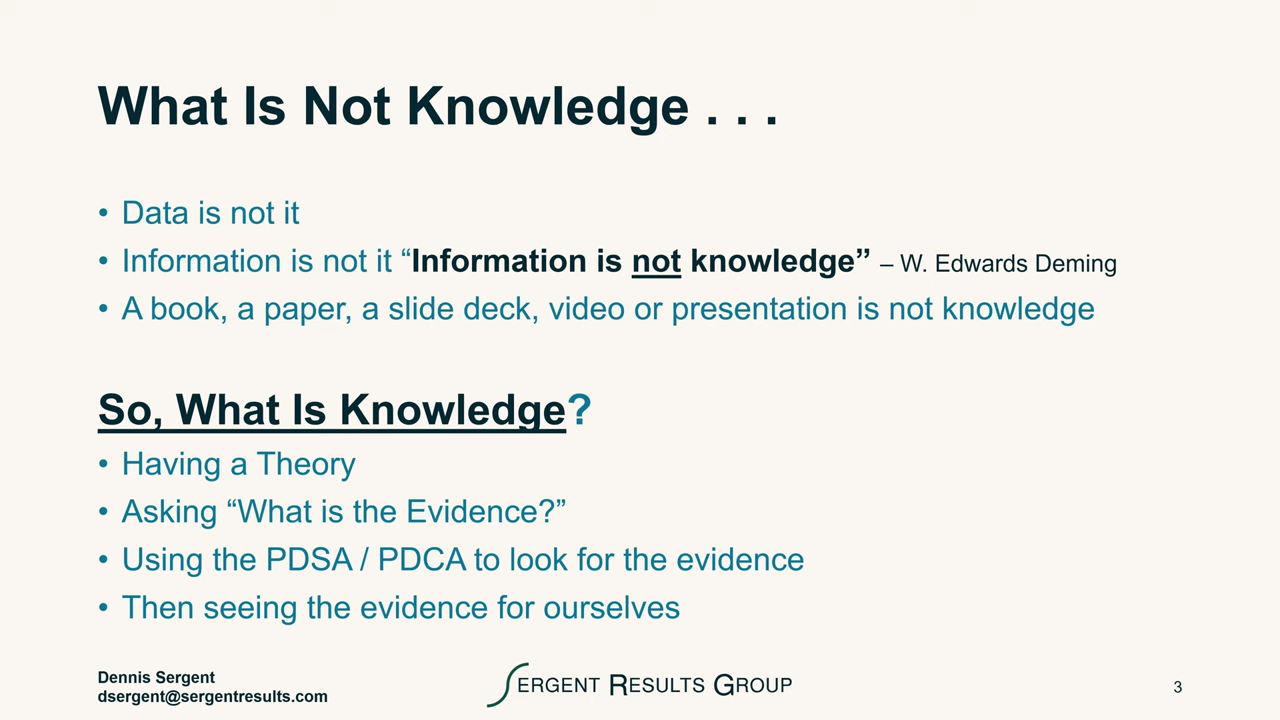 What Is Not Knowledge . . .
• Data is not it
• Information is not it “Information is not knowledge” – W. Edwards Deming
• A book, a paper, a slide deck, video or presentation is not knowledge
So, What Is Knowledge?
• Having a Theory
• Asking “What is the Evidence?”
• Using the PDSA / PDCA to look for the evidence
• Then seeing the evidence for ourselves
Dennis Sergent
dsergent@sergentresults.com
SERGENT RESULTS GROUP
3